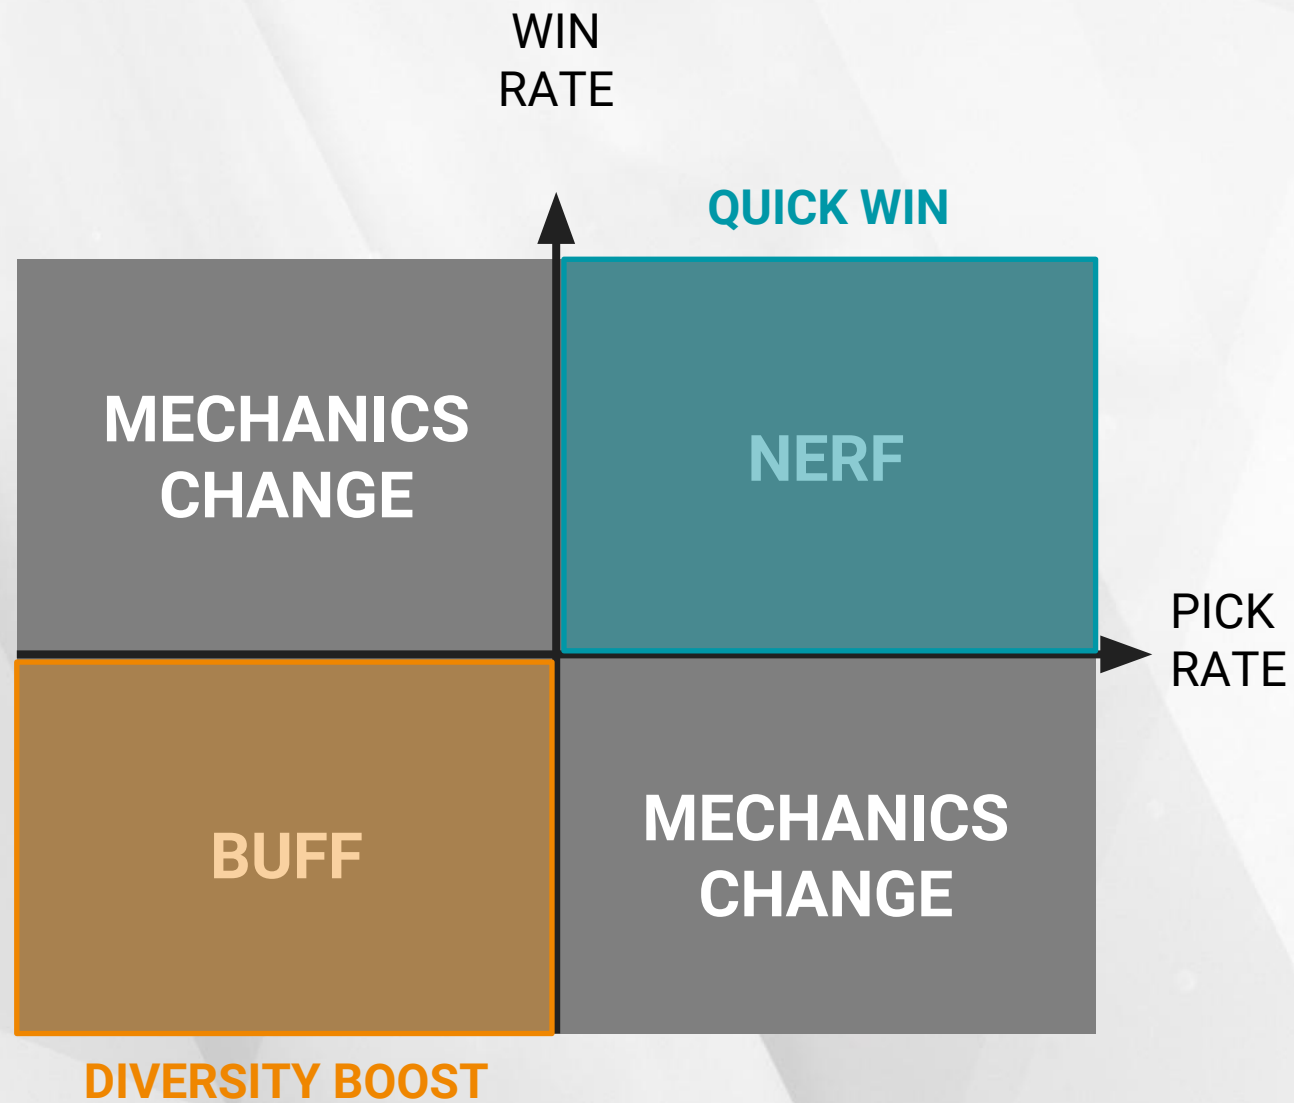 WIN
RATE
QUICK WIN
MECHANICS
CHANGE
NERF
PICK
RATE
BUFF
MECHANICS
CHANGE
DIVERSITY BOOST